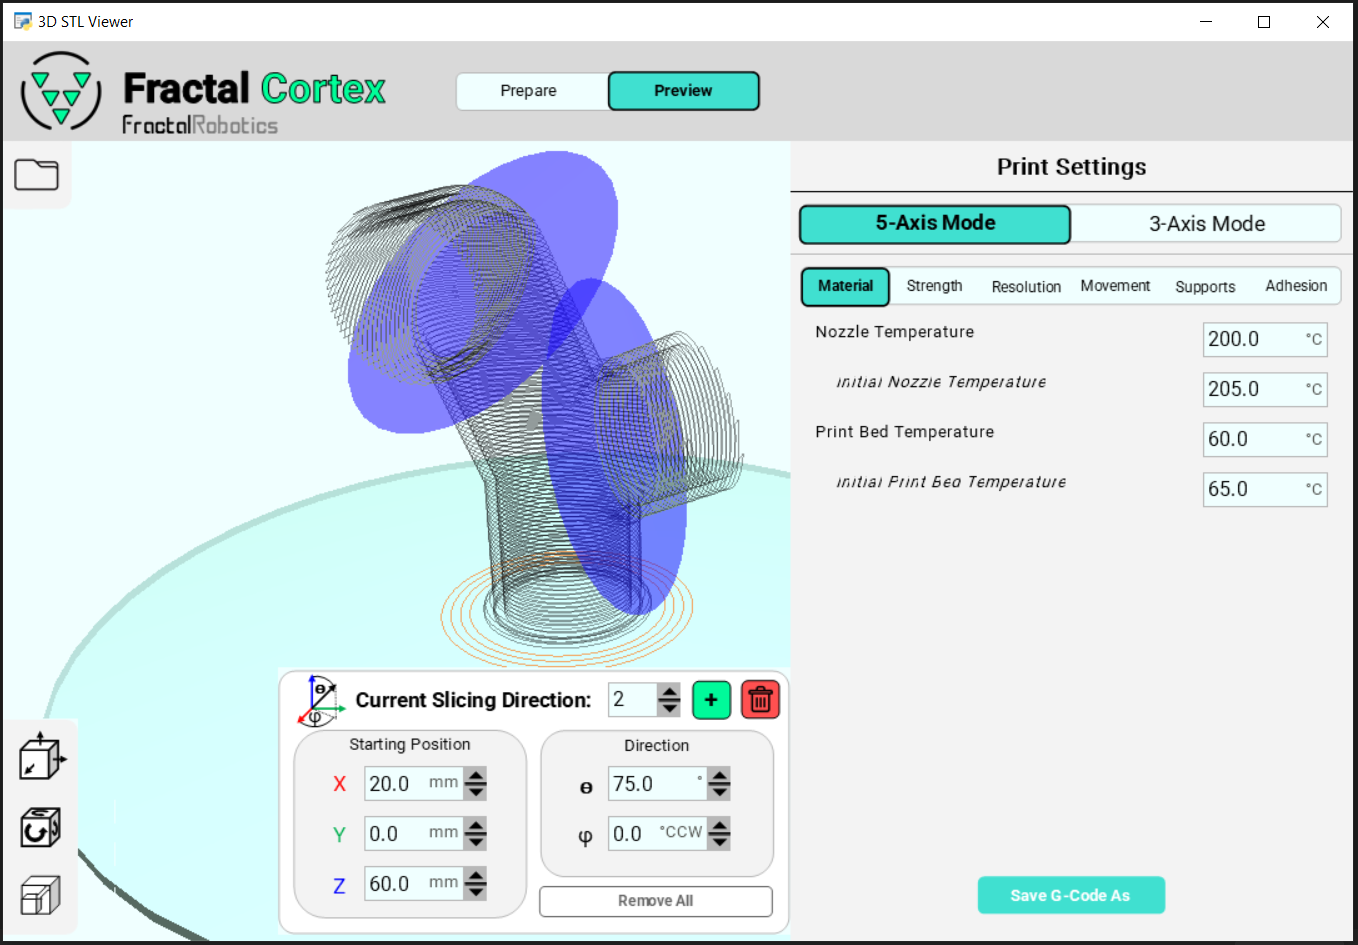 3D STL Viewer
Fractal Cortex
FractalRobotics
Prepare
Preview
Print Settings
5-Axis Mode
3-Axis Mode
Material
Strength
Resolution
Movement
Supports
Adhesion
Nozzle Temperature
200.0 °C
Initial Nozzle Temperature
205.0 °C
Print Bed Temperature
60.0 °C
Initial Print Bed Temperature
65.0 °C
Θ
φ
Current Slicing Direction:
2
+
Starting Position
X
20.0 mm
Y
0.0 mm
Z
60.0 mm
Direction
Θ
75.0 °
φ
0.0 °CCW
Remove All
Save G-Code As